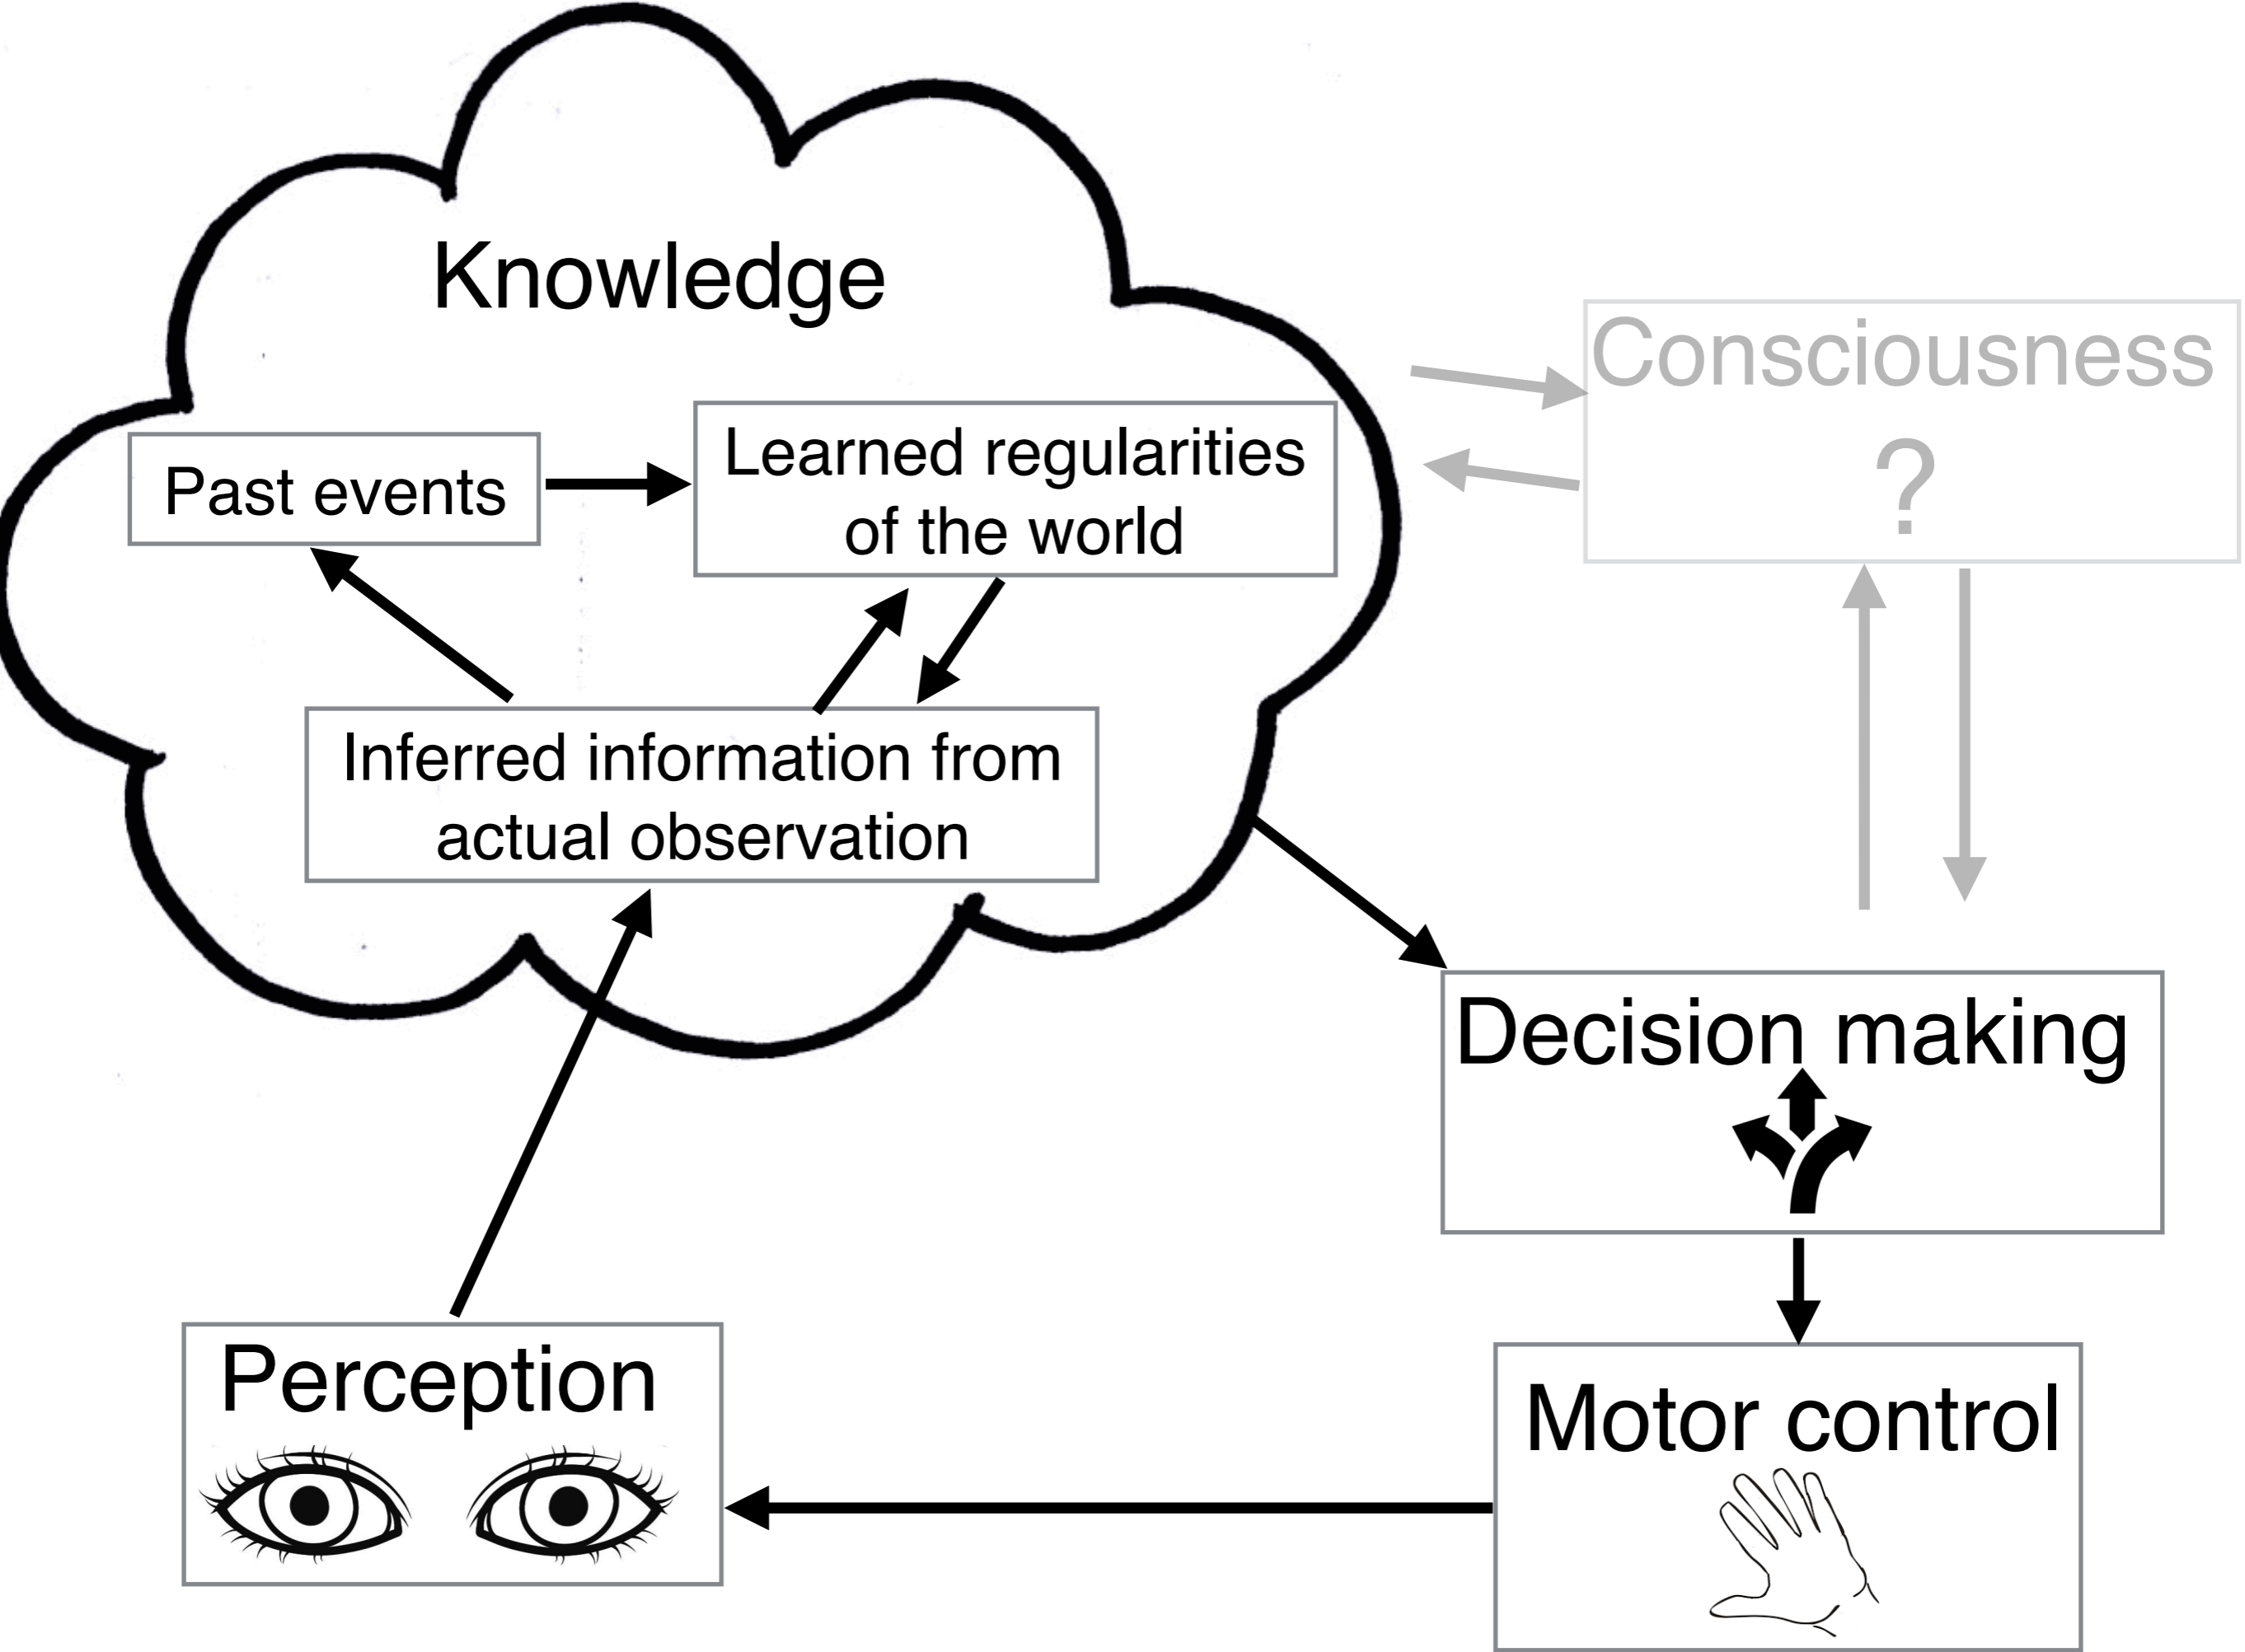 Knowledge
Consciousness
?
Past events
Learned regularities
of the world
Inferred information from
actual observation
Decision making
Perception
Motor control